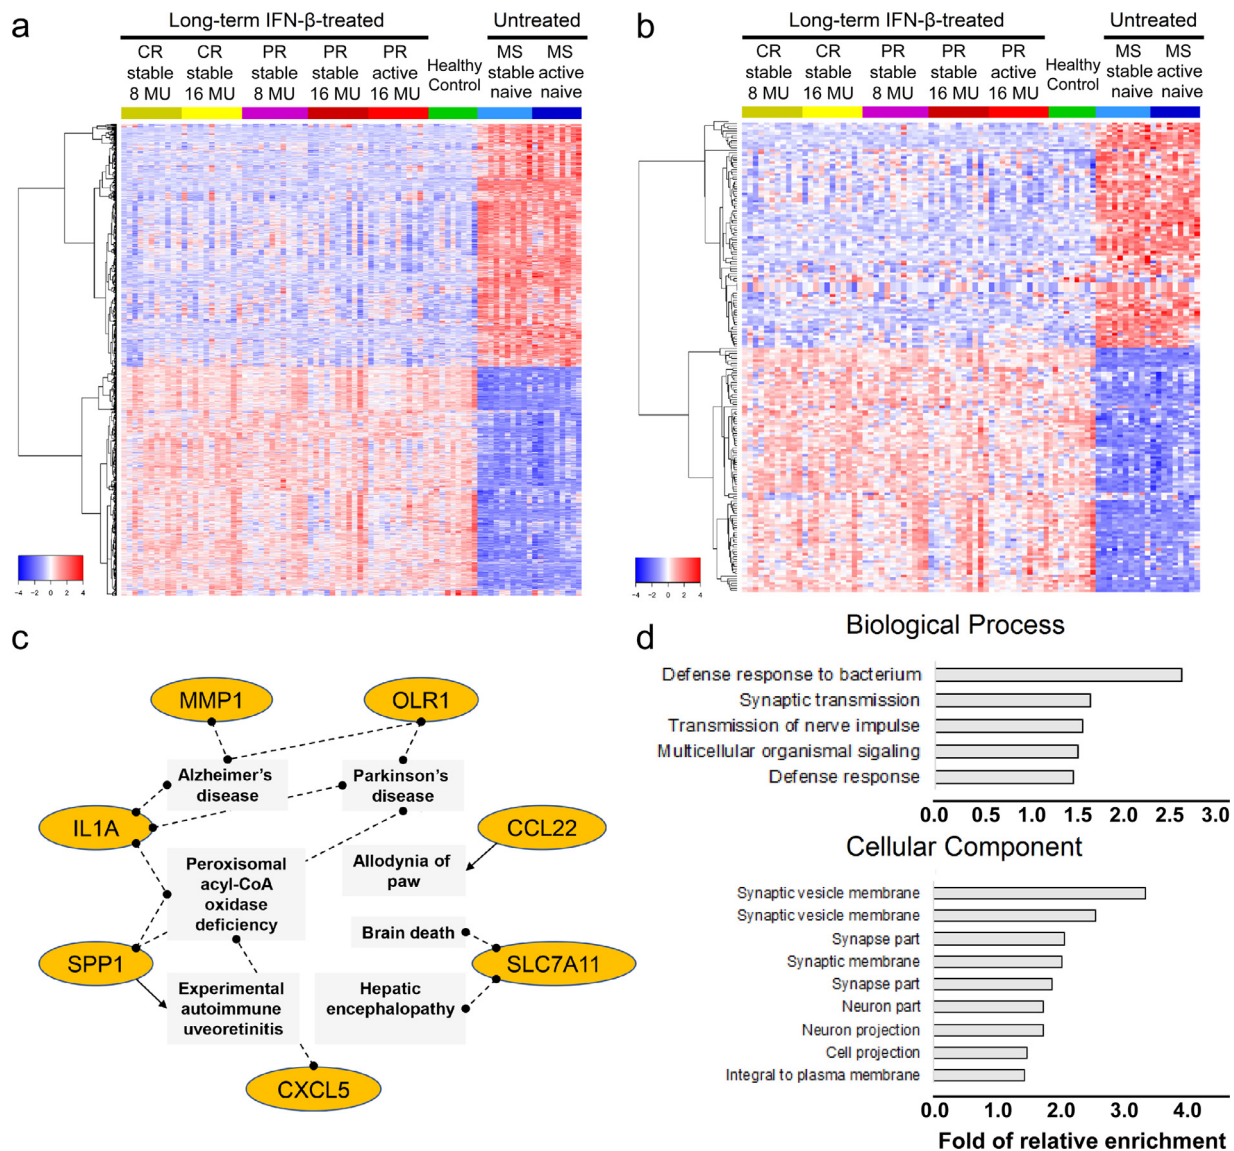 a
Long-term IFN-β-treated
Untreated
CR stable 8 MU
CR stable 16 MU
PR stable 8 MU
PR stable 16 MU
PR active 16 MU
Healthy Control
MS stable naive
MS active naive
-4 -2 0 2 4
b
Long-term IFN-β-treated
Untreated
CR stable 8 MU
CR stable 16 MU
PR stable 8 MU
PR stable 16 MU
PR active 16 MU
Healthy Control
MS stable naive
MS active naive
-4 -2 0 2 4
c
MMP1
OLR1
Alzheimer's
disease
Parkinson's
disease
IL1A
CCL22
Peroxisomal
acyl-CoA
oxidase
deficiency
Allodynia of
paw
Brain death
SPP1
SLC7A11
Experimental
autoimmune
uveoretinitis
Hepatic
encephalopathy
CXCL5
d
Biological Process
Defense response to bacterium
Synaptic transmission
Transmission of nerve impulse
Multicellular organismal sigaling
Defense response
0.0 0.5 1.0 1.5 2.0 2.5 3.0
Cellular Component
Synaptic vesicle membrane
Synaptic vesicle membrane
Synapse part
Synaptic membrane
Synapse part
Neuron part
Neuron projection
Cell projection
Integral to plasma membrane
0.0 1.0 2.0 3.0 4.0
Fold of relative enrichment